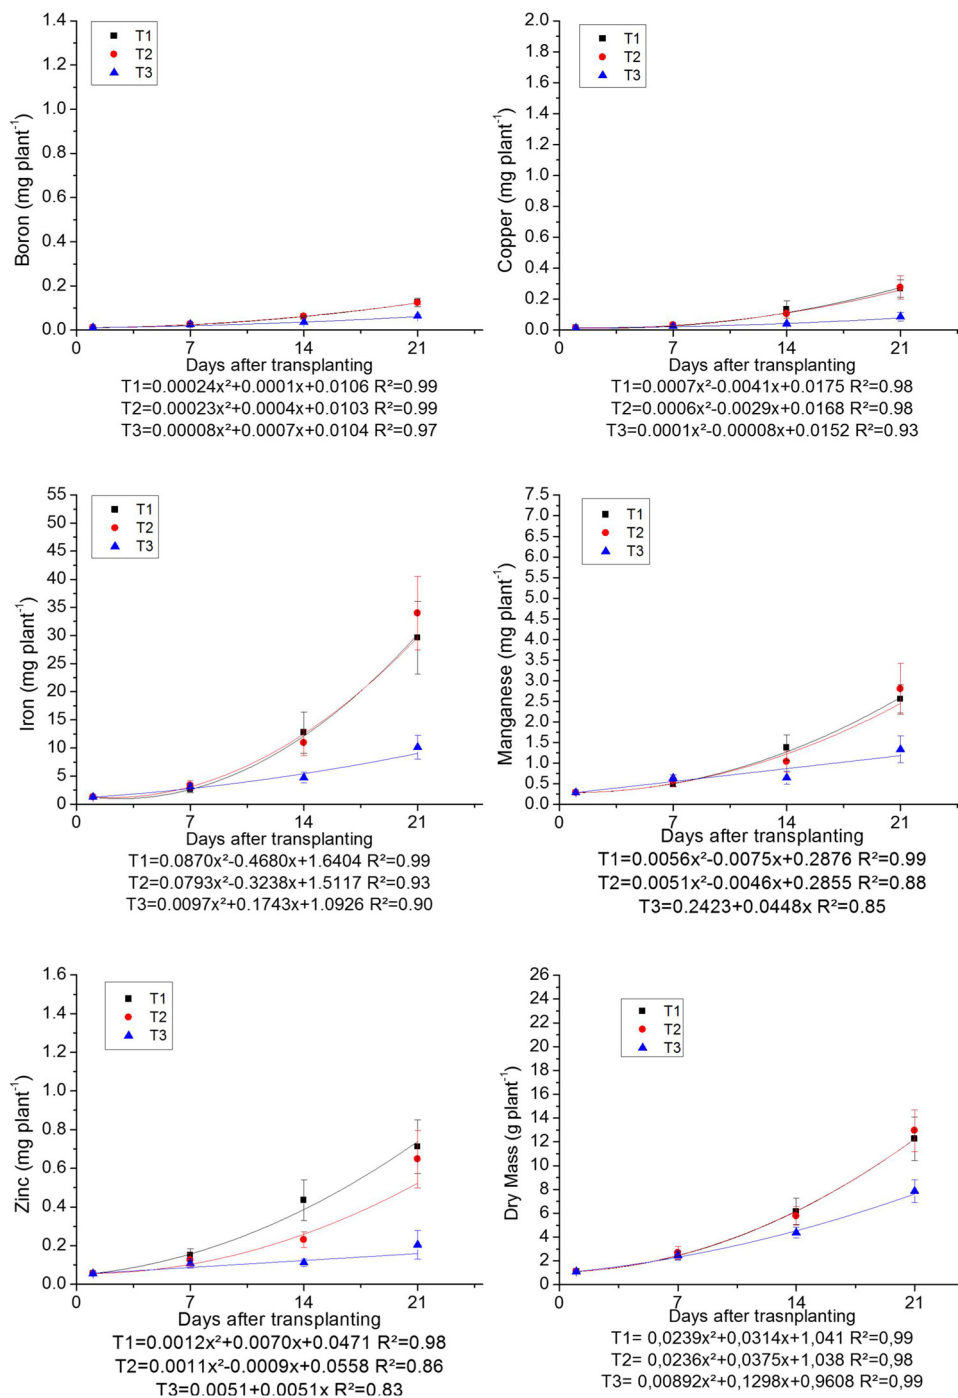 Boron (mg plant⁻¹)
1.4
1.2
1.0
0.8
0.6
0.4
0.2
0.0
T1
T2
T3
0
7
14
21
Days after transplanting
T1=0.00024x²+0.0001x+0.0106 R²=0.99
T2=0.00023x²+0.0004x+0.0103 R²=0.99
T3=0.00008x²+0.0007x+0.0104 R²=0.97
Copper (mg plant⁻¹)
2.0
1.8
1.6
1.4
1.2
1.0
0.8
0.6
0.4
0.2
0.0
T1
T2
T3
0
7
14
21
Days after transplanting
T1=0.0007x²-0.0041x+0.0175 R²=0.98
T2=0.0006x²-0.0029x+0.0168 R²=0.98
T3=0.0001x²-0.00008x+0.0152 R²=0.93
Iron (mg plant⁻¹)
55
50
45
40
35
30
25
20
15
10
5
0
T1
T2
T3
0
7
14
21
Days after transplanting
T1=0.0870x²-0.4680x+1.6404 R²=0.99
T2=0.0793x²-0.3238x+1.5117 R²=0.93
T3=0.0097x²+0.1743x+1.0926 R²=0.90
Manganese (mg plant⁻¹)
7.5
7.0
6.5
6.0
5.5
5.0
4.5
4.0
3.5
3.0
2.5
2.0
1.5
1.0
0.5
0.0
T1
T2
T3
0
7
14
21
Days after transplanting
T1=0.0056x²-0.0075x+0.2876 R²=0.99
T2=0.0051x²-0.0046x+0.2855 R²=0.88
T3=0.2423+0.0448x R²=0.85
Zinc (mg plant⁻¹)
1.6
1.4
1.2
1.0
0.8
0.6
0.4
0.2
0.0
T1
T2
T3
0
7
14
21
Days after transplanting
T1=0.0012x²+0.0070x+0.0471 R²=0.98
T2=0.0011x²-0.0009x+0.0558 R²=0.86
T3=0.0051+0.0051x R²=0.83
Dry Mass (g plant⁻¹)
26
24
22
20
18
16
14
12
10
8
6
4
2
0
T1
T2
T3
0
7
14
21
Days after trasnplanting
T1= 0,0239x²+0,0314x+1,041 R²=0,99
T2= 0,0236x²+0,0375x+1,038 R²=0,98
T3= 0,00892x²+0,1298x+0,9608 R²=0,99